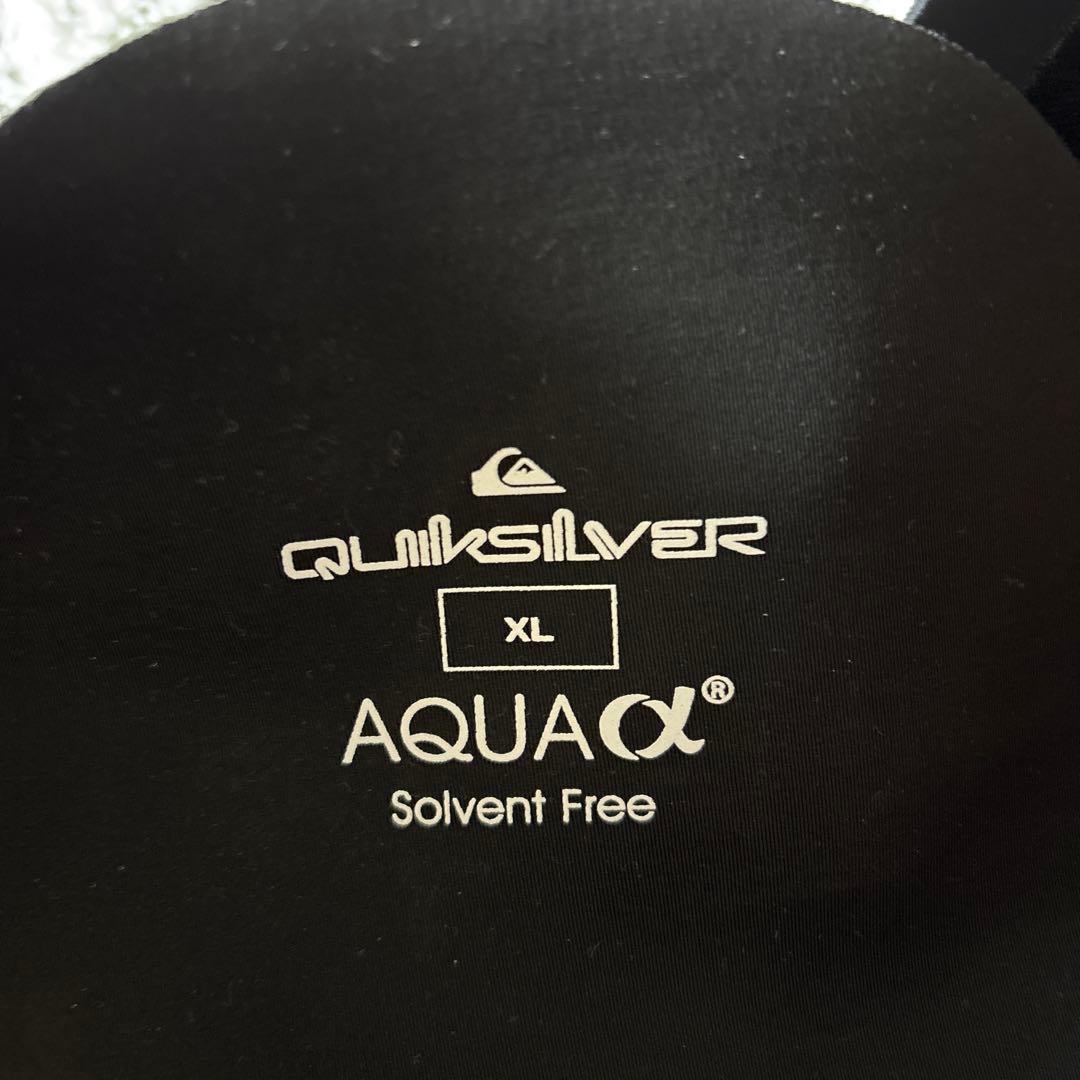 QUIKSILVER
XL
AQUAα®
Solvent Free